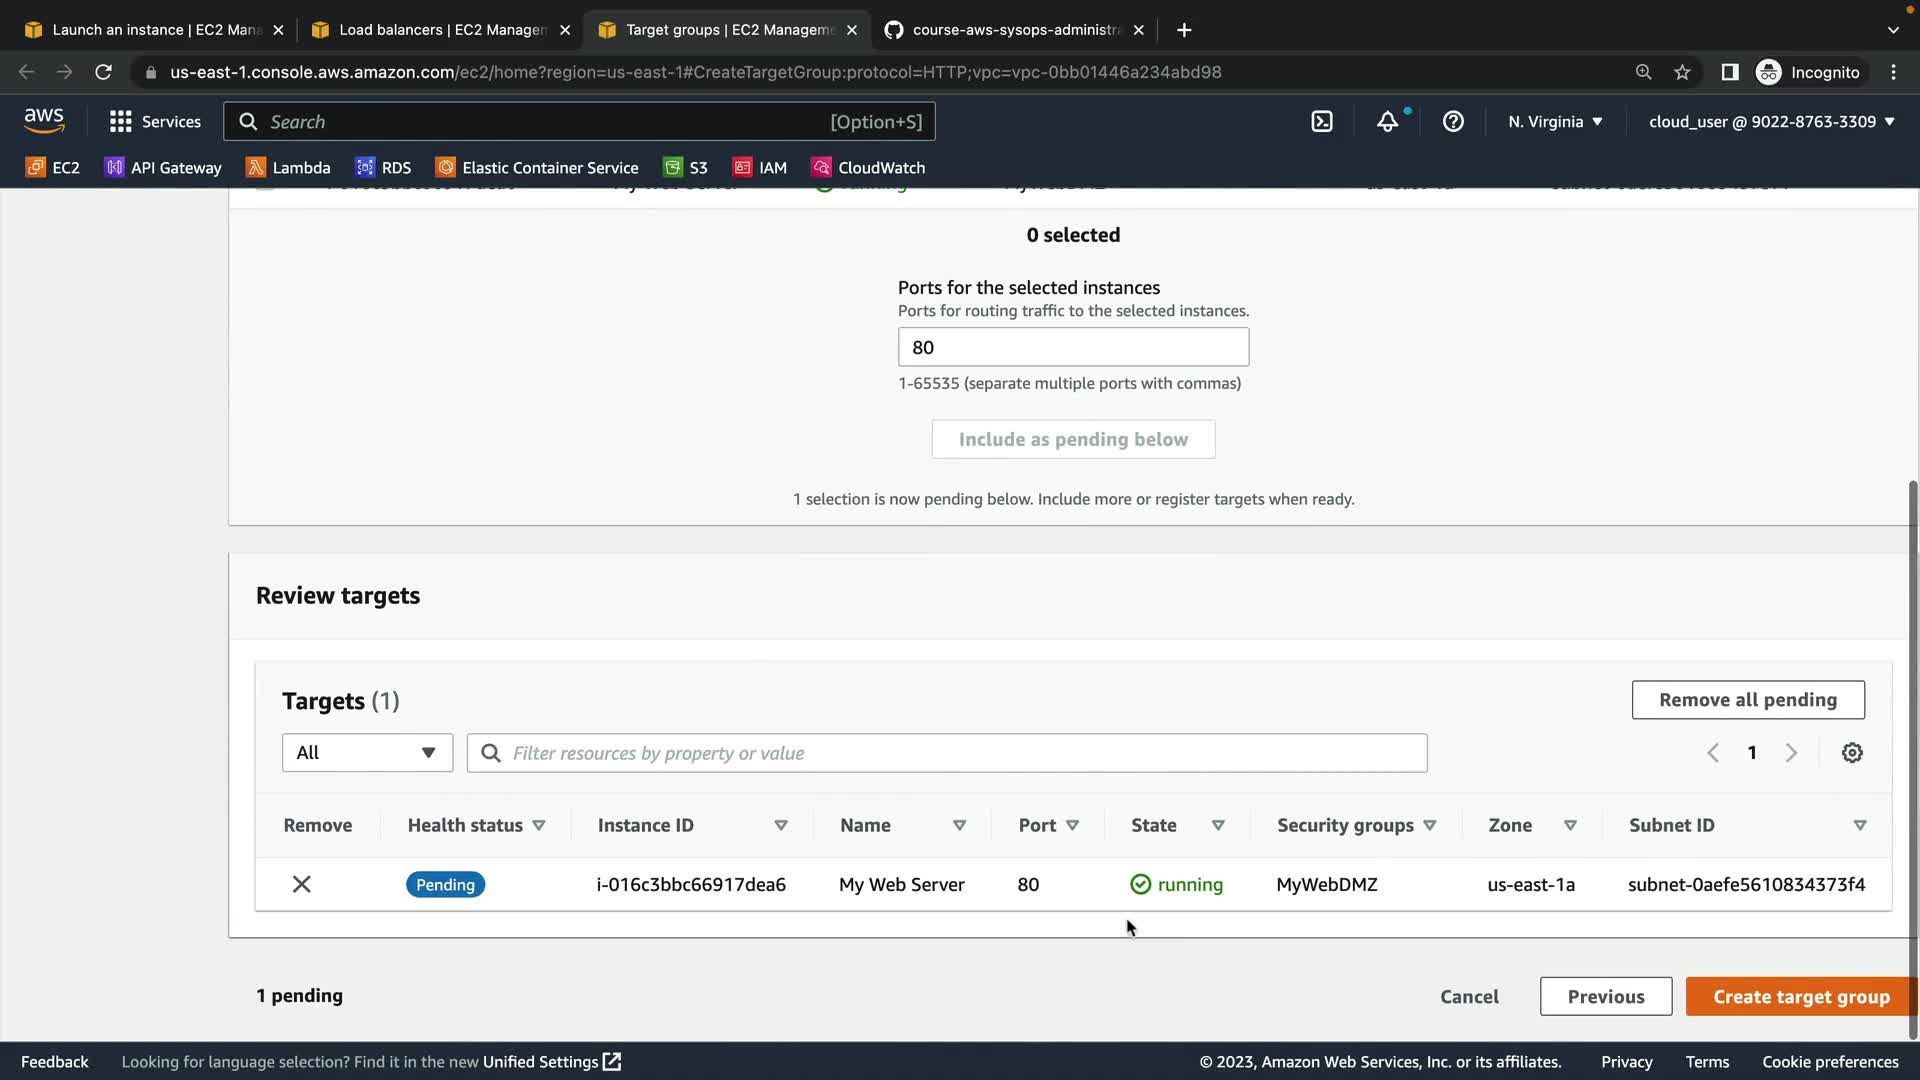 Launch an instance | EC2 Mana
Load balancers | EC2 Managem
Target groups | EC2 Manageme
course-aws-sysops-administra
us-east-1.console.aws.amazon.com/ec2/home?region=us-east-1#CreateTargetGroup:protocol=HTTP;vpc=vpc-0bb01446a234abd98
Incognito
aws
Services
Search
[Option+S]
N. Virginia
cloud_user @ 9022-8763-3309
EC2
API Gateway
Lambda
RDS
Elastic Container Service
S3
IAM
CloudWatch
0 selected
Ports for the selected instances
Ports for routing traffic to the selected instances.
80
1-65535 (separate multiple ports with commas)
Include as pending below
1 selection is now pending below. Include more or register targets when ready.
Review targets
Targets (1)
Remove all pending
All
Filter resources by property or value
1
Remove Health status Instance ID Name Port State Security groups Zone Subnet ID
Pending i-016c3bbc66917dea6 My Web Server 80 running MyWebDMZ us-east-1a subnet-0aefe5610834373f4
1 pending
Cancel
Previous
Create target group
Feedback
Looking for language selection? Find it in the new Unified Settings
© 2023, Amazon Web Services, Inc. or its affiliates.
Privacy
Terms
Cookie preferences